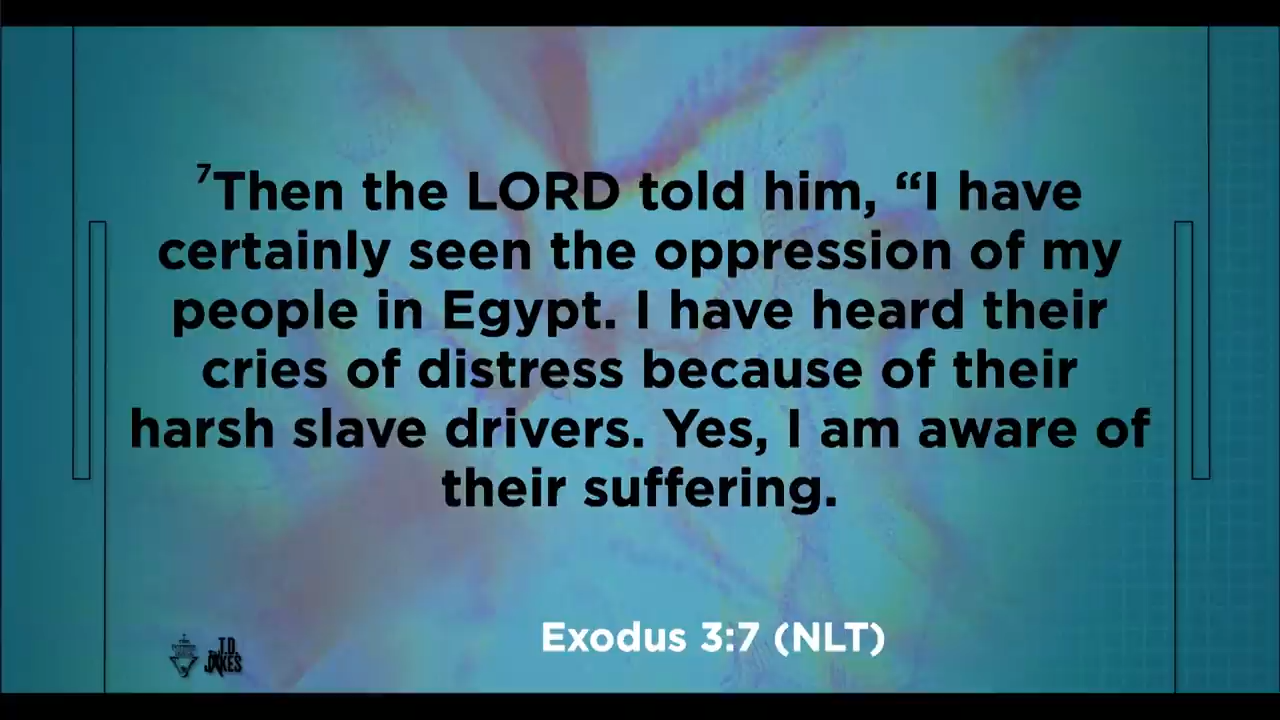 ⁷Then the LORD told him, “I have
certainly seen the oppression of my
people in Egypt. I have heard their
cries of distress because of their
harsh slave drivers. Yes, I am aware of
their suffering.
Exodus 3:7 (NLT)
T.D.
JAKES